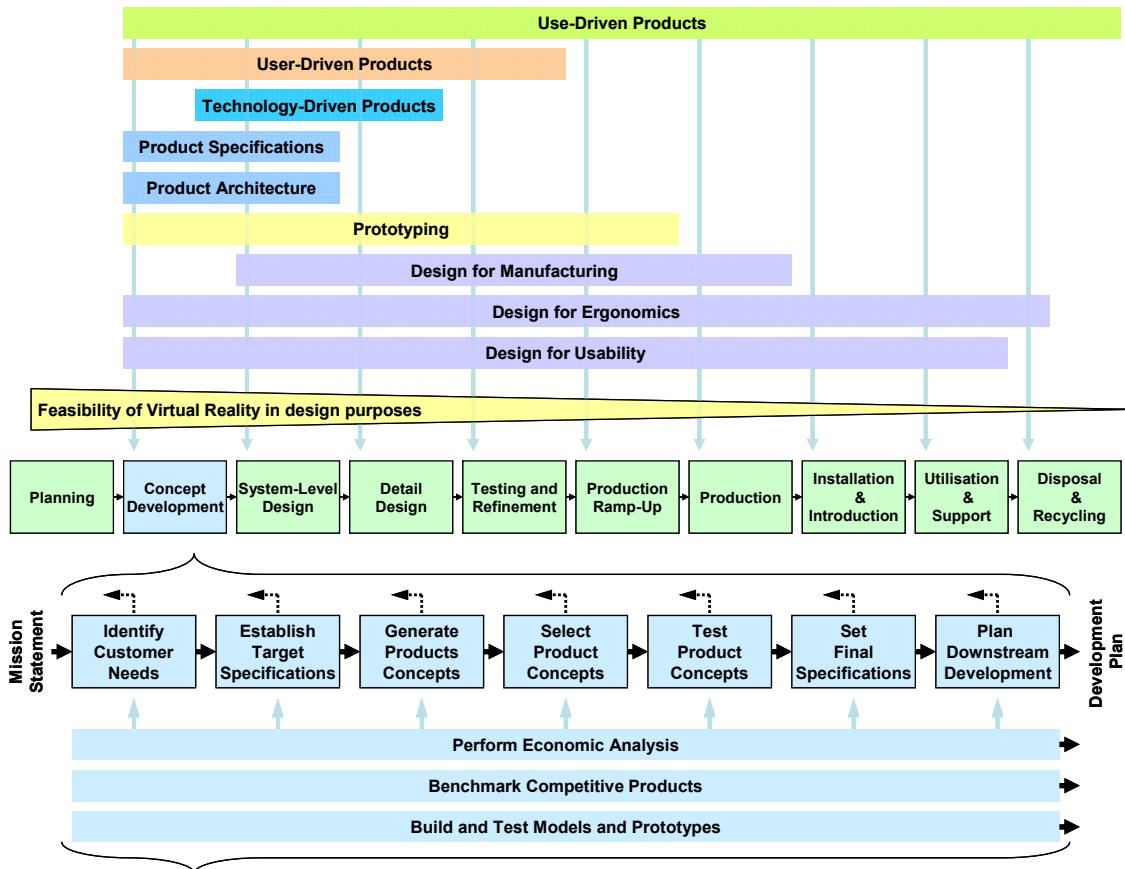 Use-Driven Products
User-Driven Products
Technology-Driven Products
Product Specifications
Product Architecture
Prototyping
Design for Manufacturing
Design for Ergonomics
Design for Usability
Feasibility of Virtual Reality in design purposes
Planning
Concept
Development
System-Level
Design
Detail
Design
Testing and
Refinement
Production
Ramp-Up
Production
Installation
&
Introduction
Utilisation
&
Support
Disposal
&
Recycling
Mission
Statement
Identify
Customer
Needs
Establish
Target
Specifications
Generate
Products
Concepts
Select
Product
Concepts
Test
Product
Concepts
Set
Final
Specifications
Plan
Downstream
Development
Development
Plan
Perform Economic Analysis
Benchmark Competitive Products
Build and Test Models and Prototypes